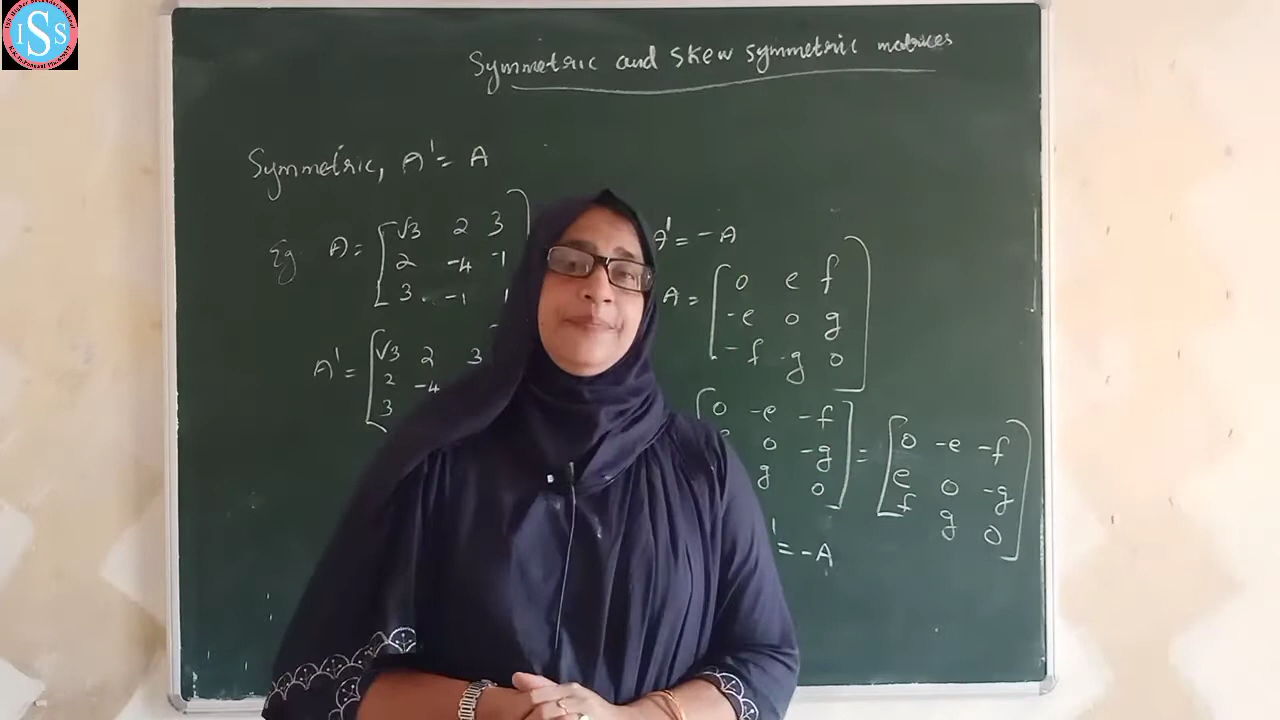 ISS
Symmetric and skew symmetric matrices
Symmetric, A' = A
Eg A = [ √3 2 3
2 -4 -1
3 -1
A' = [ √3 2 3
2 -4
3
A' = -A
A = [ 0 e f ]
-e 0 g
-f -g 0
[ 0 -e -f ] = [ 0 -e -f ]
0 -g e 0 -g
g 0 f g 0
' = -A